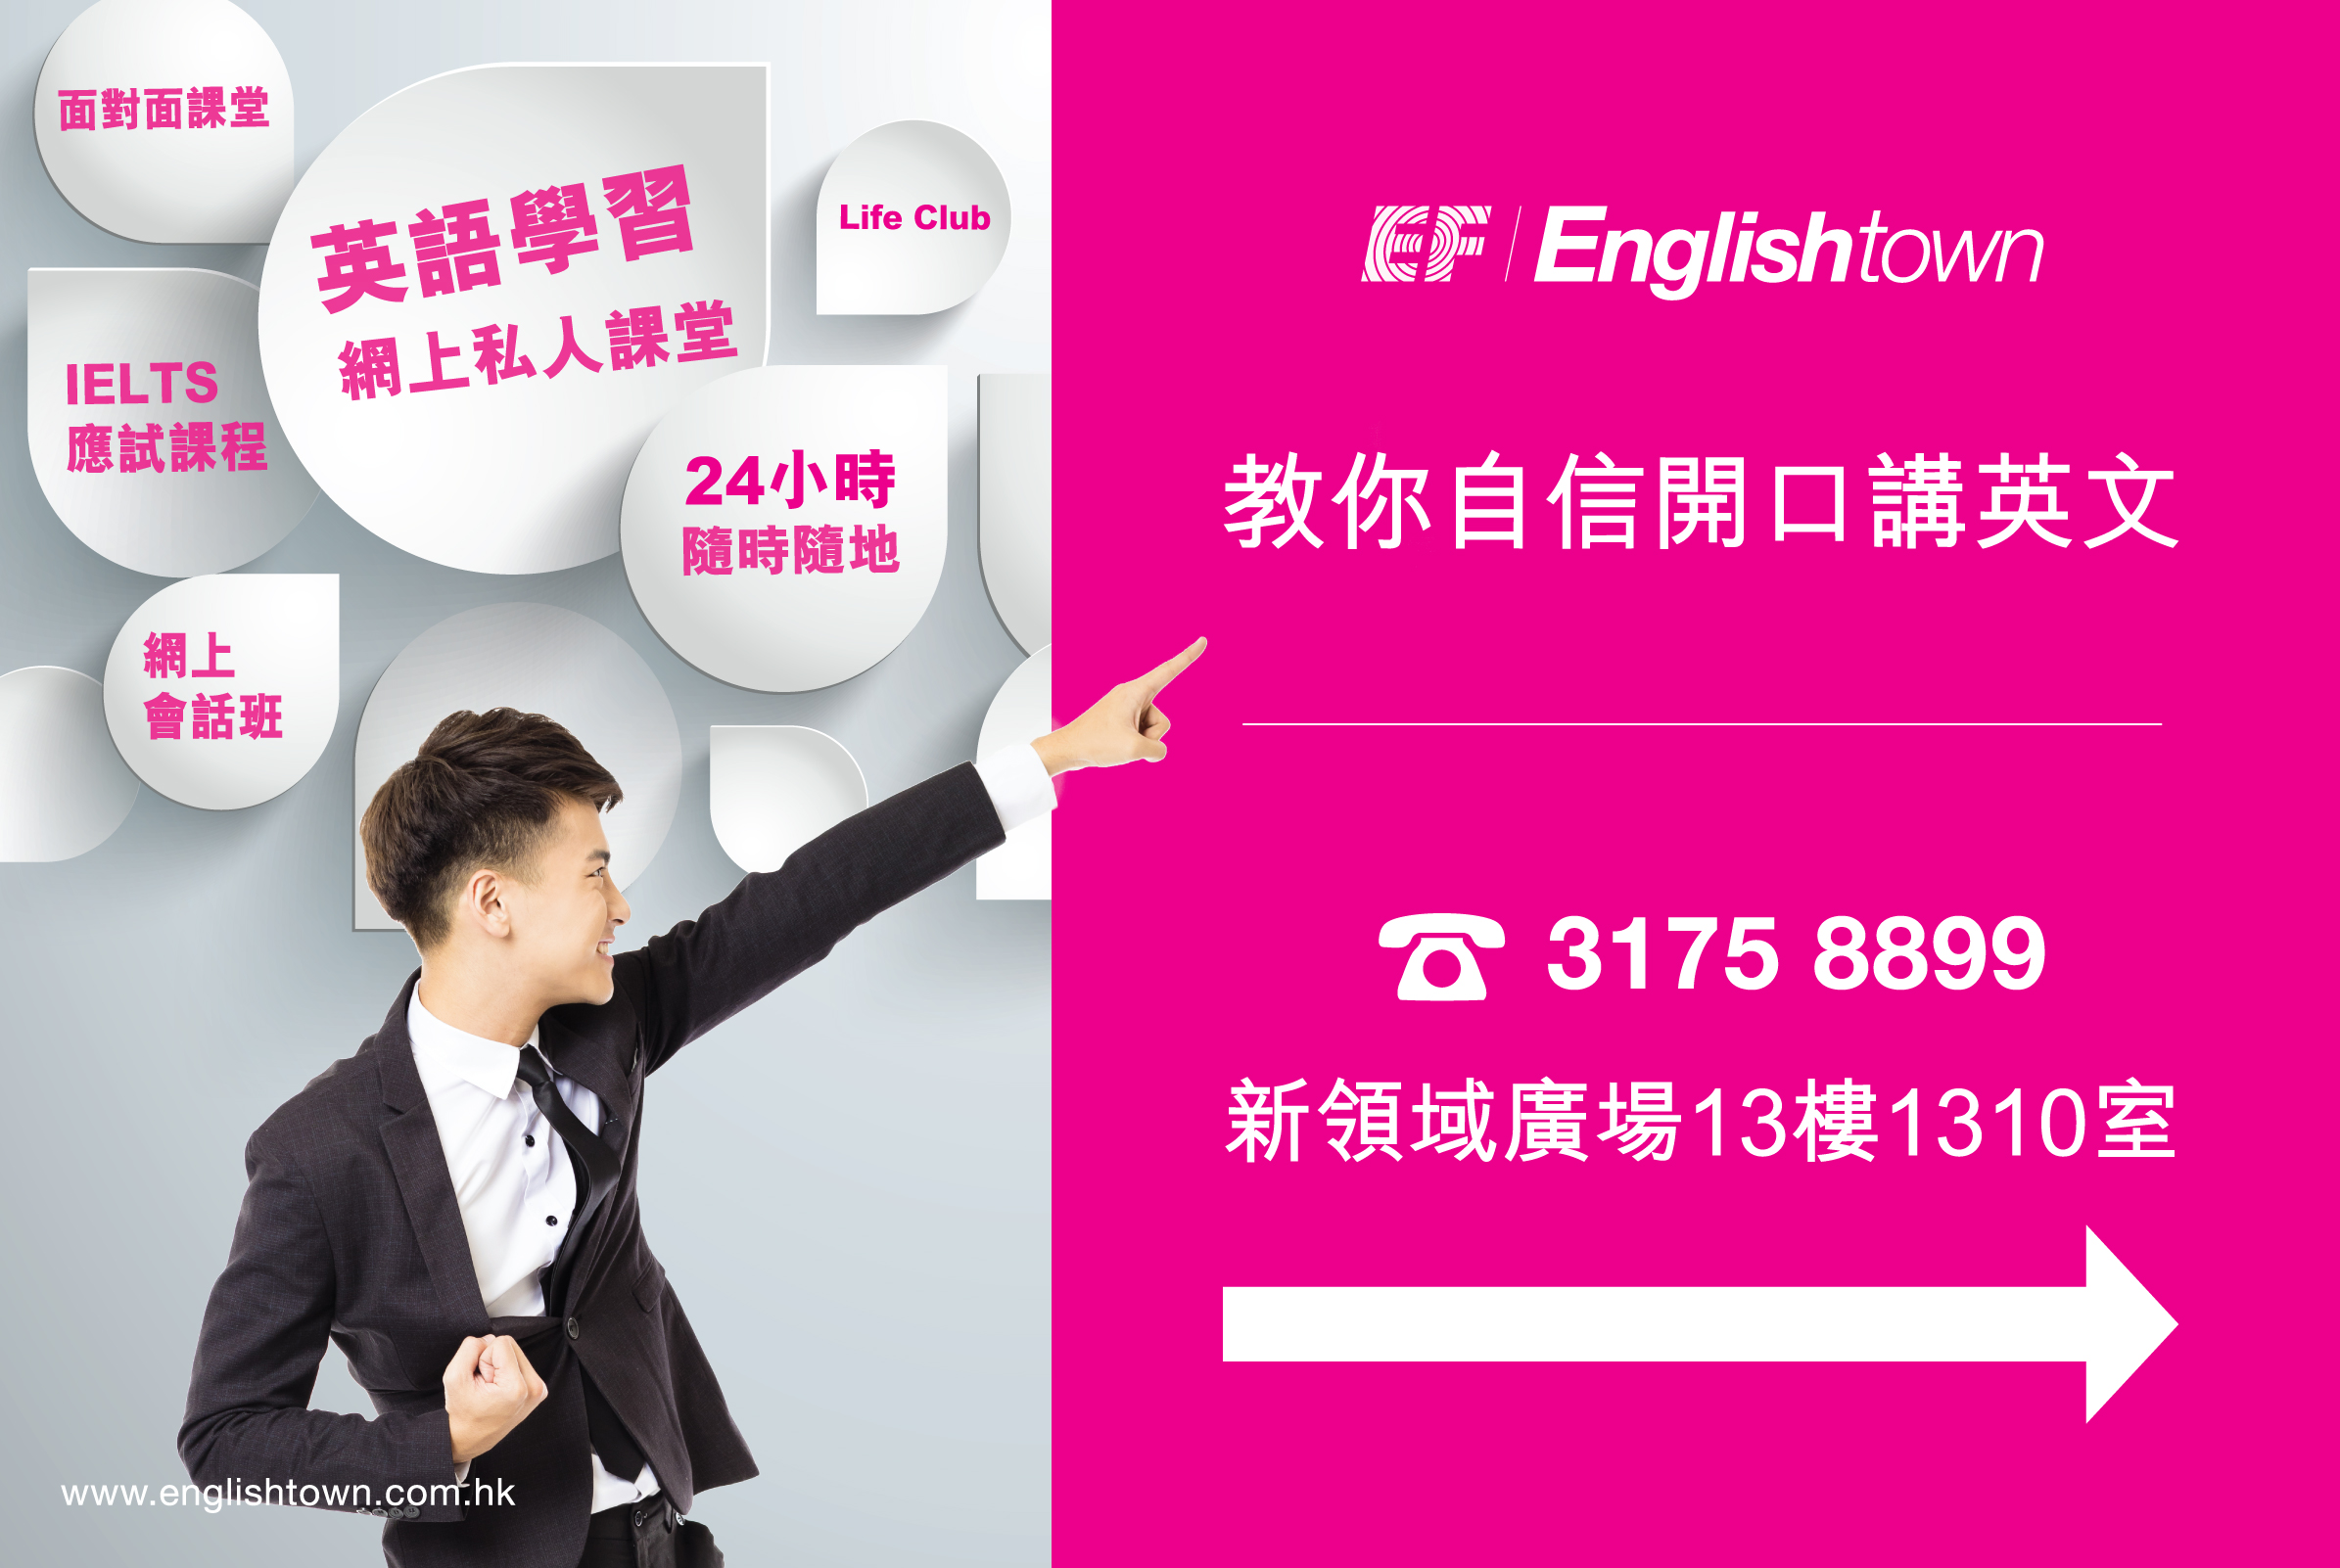 面對面課堂
英語學習
網上私人課堂
Life Club
IELTS
應試課程
24小時
隨時隨地
網上
會話班
www.englishtown.com.hk
EF Englishtown
教你自信開口講英文
3175 8899
新領域廣場13樓1310室